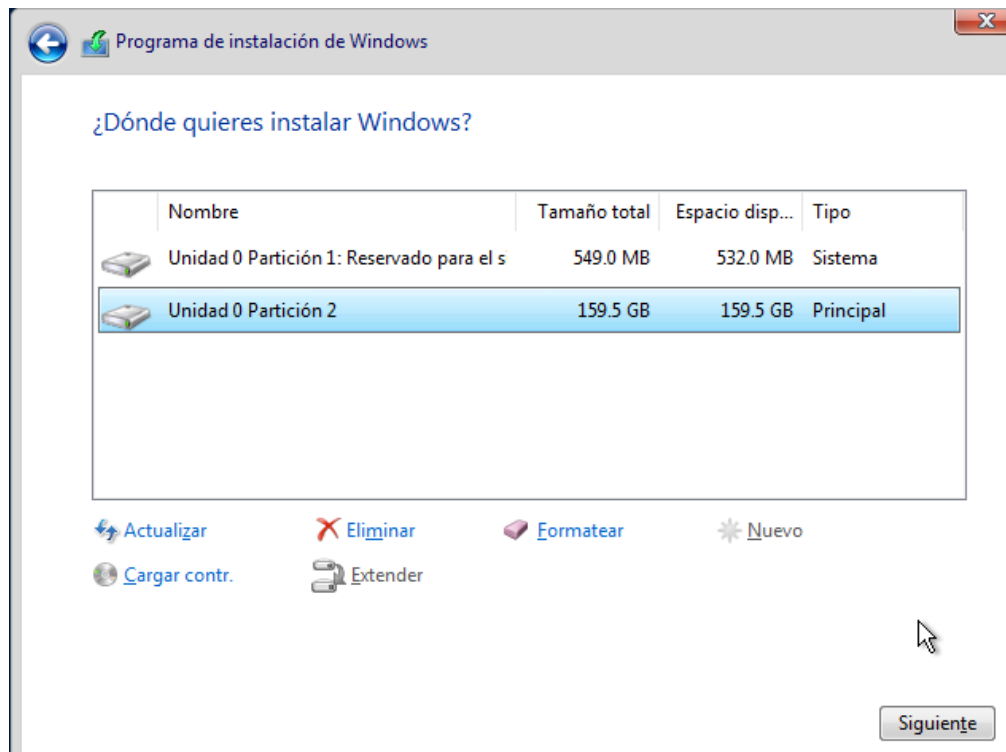 Programa de instalación de Windows
¿Dónde quieres instalar Windows?
Nombre Tamaño total Espacio disp... Tipo
Unidad 0 Partición 1: Reservado para el s 549.0 MB 532.0 MB Sistema
Unidad 0 Partición 2 159.5 GB 159.5 GB Principal
Actualizar Eliminar Formatear Nuevo
Cargar contr. Extender
Siguiente